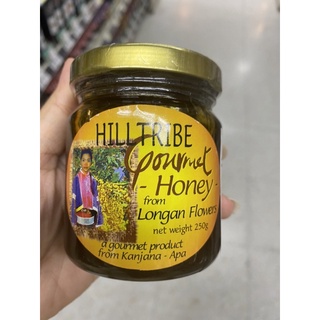 HILLTRIBE
gourmet
- Honey -
from
Longan Flowers
net weight 250g
a gourmet product
from Kanjana - Apa